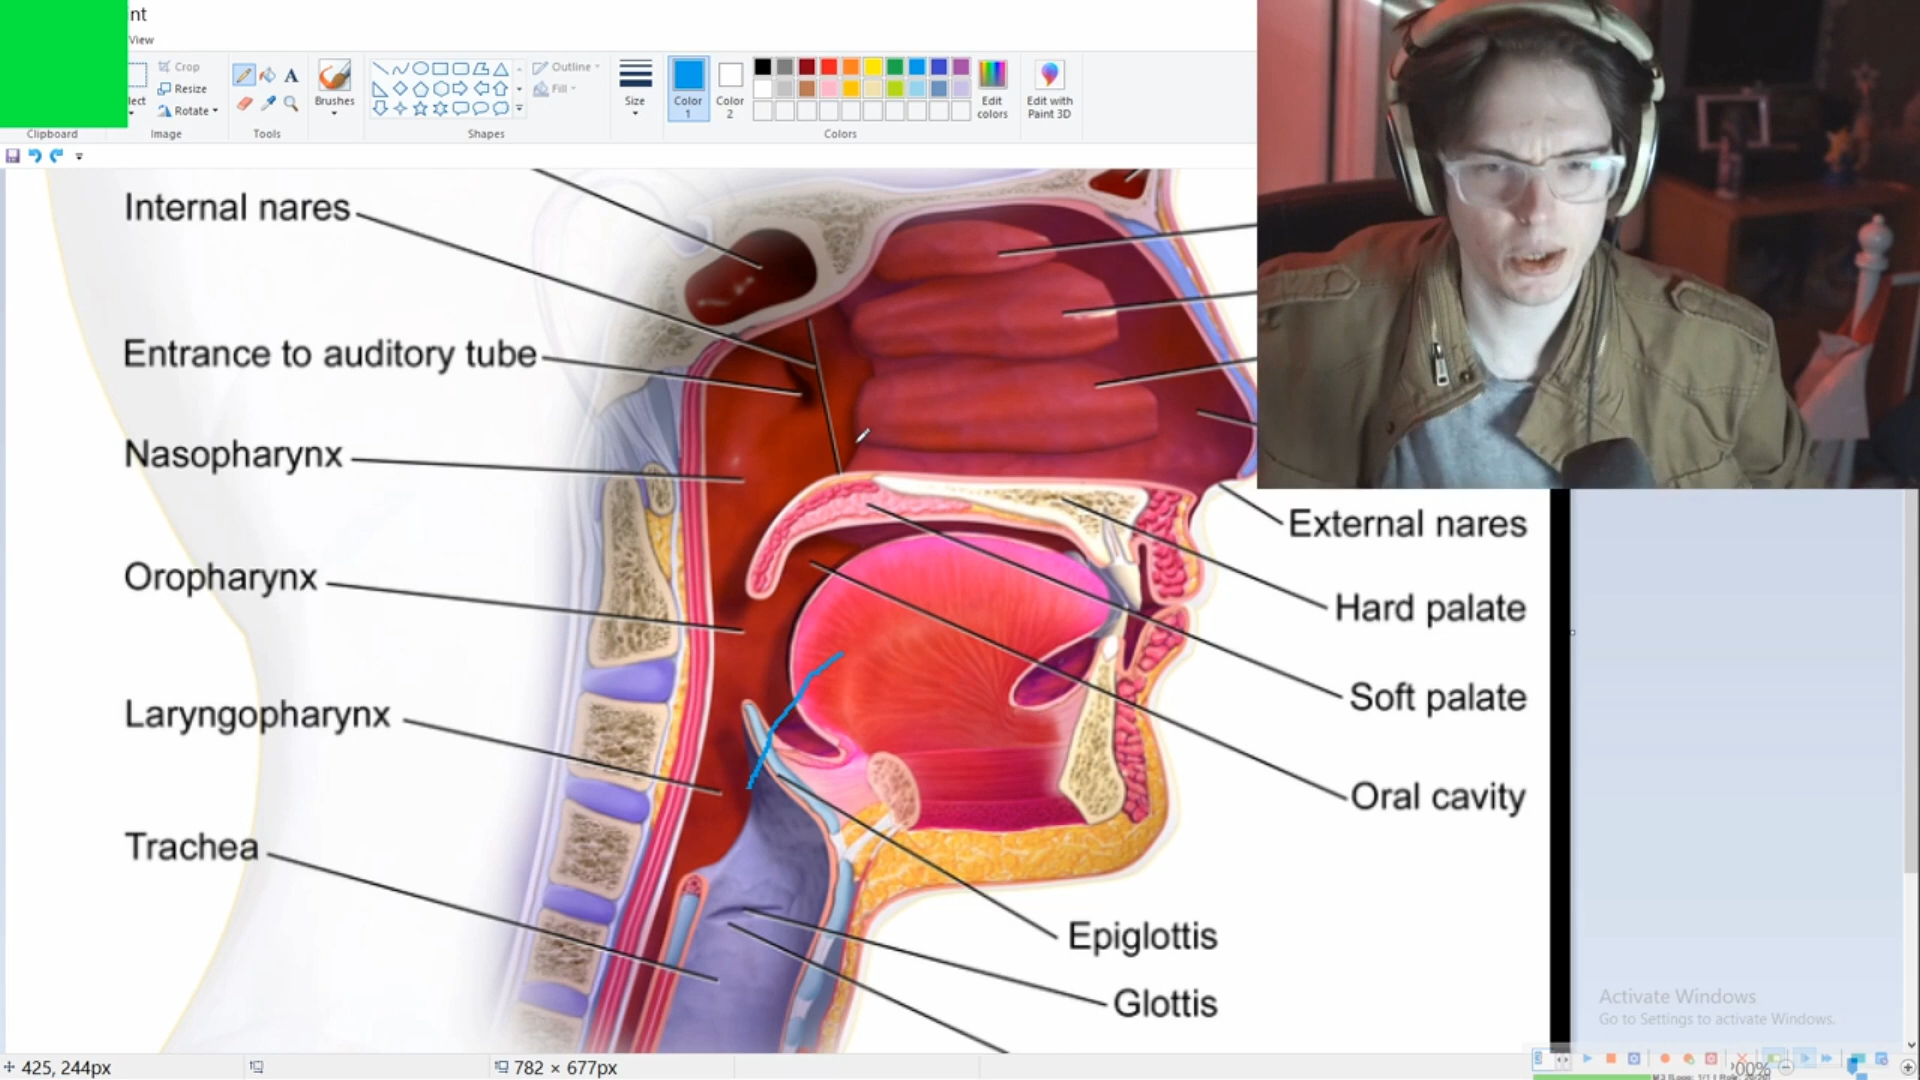 nt
View
Crop
Resize
Rotate
lect
Brushes
Outline
Fill
Size
Color
1
Color
2
Edit
colors
Edit with
Paint 3D
Clipboard
Image
Tools
Shapes
Colors
Internal nares
Entrance to auditory tube
Nasopharynx
Oropharynx
Laryngopharynx
Trachea
External nares
Hard palate
Soft palate
Oral cavity
Epiglottis
Glottis
Activate Windows
Go to Settings to activate Windows.
425, 244px
782 × 677px